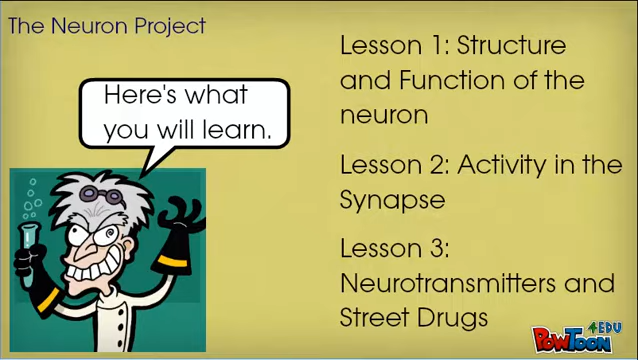 The Neuron Project
Here's what
you will learn.
Lesson 1: Structure
and Function of the
neuron
Lesson 2: Activity in the
Synapse
Lesson 3:
Neurotransmitters and
Street Drugs
4EDU
POWTOON